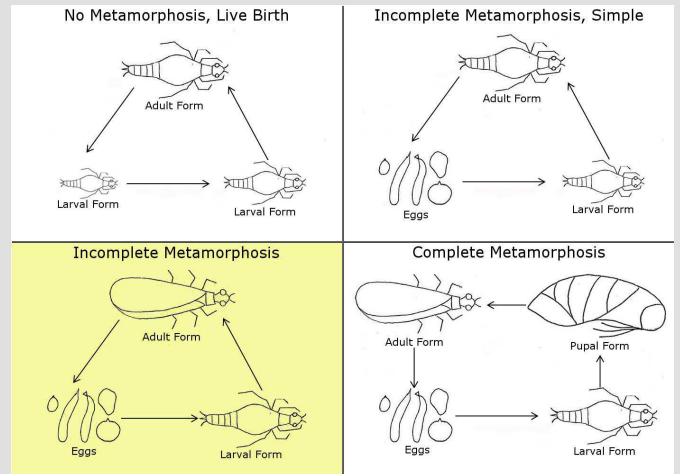 No Metamorphosis, Live Birth
Adult Form
Larval Form
Larval Form
Incomplete Metamorphosis, Simple
Adult Form
Eggs
Larval Form
Incomplete Metamorphosis
Adult Form
Eggs
Larval Form
Complete Metamorphosis
Adult Form
Pupal Form
Eggs
Larval Form